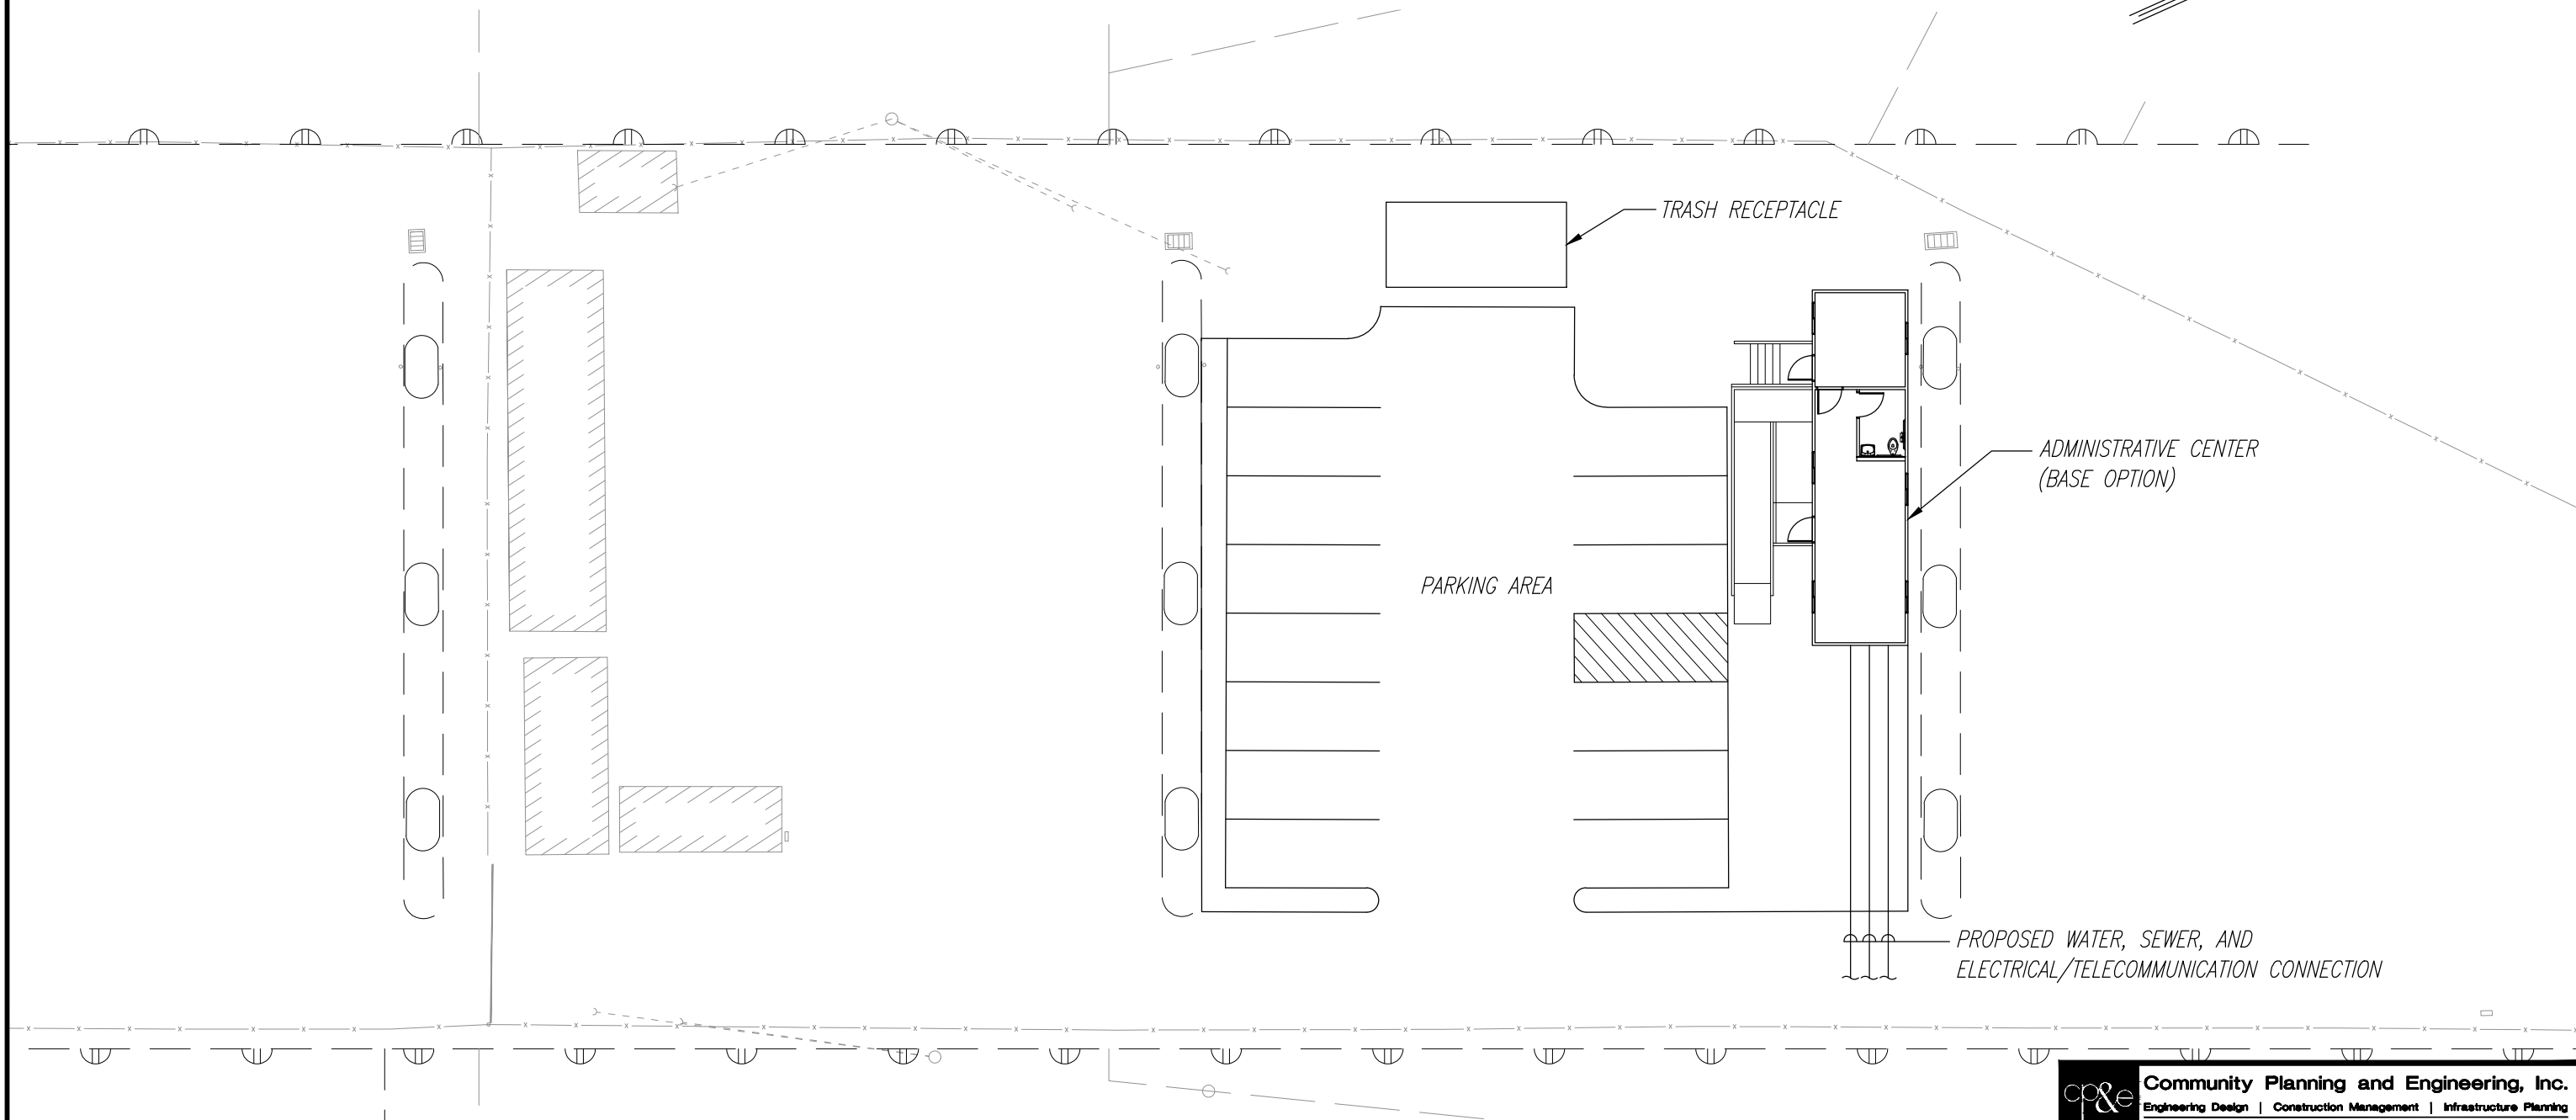 TRASH RECEPTACLE
ADMINISTRATIVE CENTER
(BASE OPTION)
PARKING AREA
PROPOSED WATER, SEWER, AND
ELECTRICAL/TELECOMMUNICATION CONNECTION
cp&e
Community Planning and Engineering, Inc.
Engineering Design | Construction Management | Infrastructure Planning